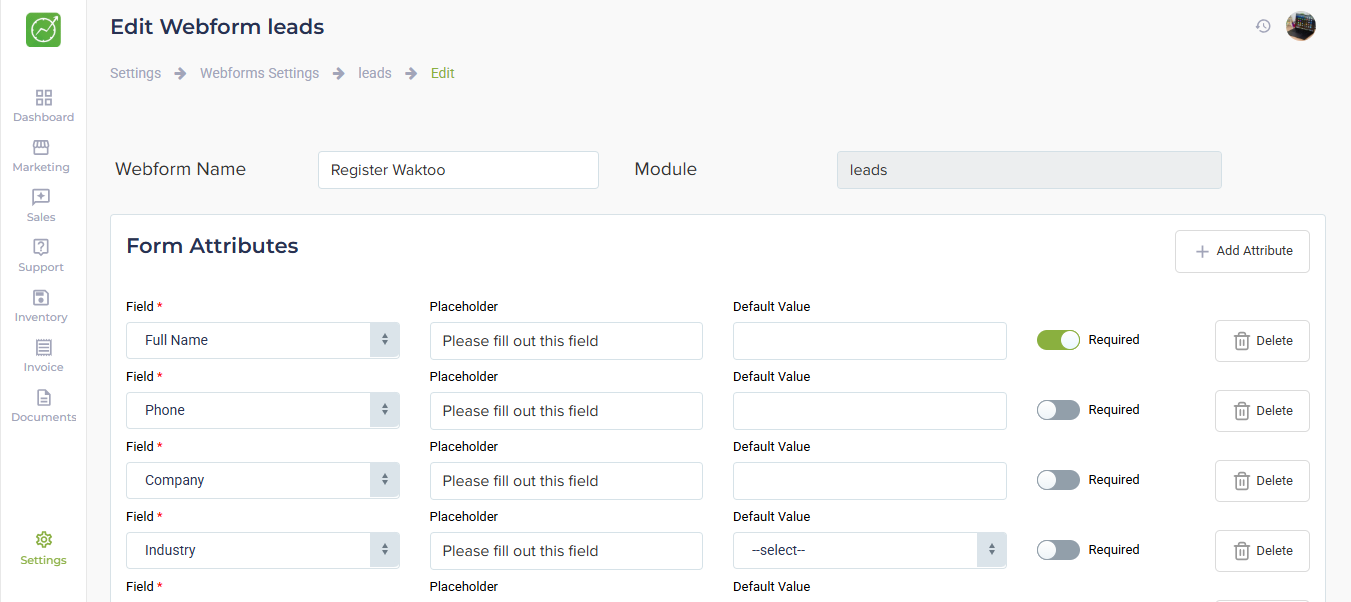 Edit Webform leads
Settings Webforms Settings leads Edit
Dashboard
Marketing
Sales
Support
Inventory
Invoice
Documents
Settings
Webform Name Register Waktoo Module leads
Form Attributes Add Attribute
Field * Placeholder Default Value
Full Name Please fill out this field Required Delete
Field * Placeholder Default Value
Phone Please fill out this field Required Delete
Field * Placeholder Default Value
Company Please fill out this field Required Delete
Field * Placeholder Default Value
Industry Please fill out this field --select-- Required Delete
Field * Placeholder Default Value